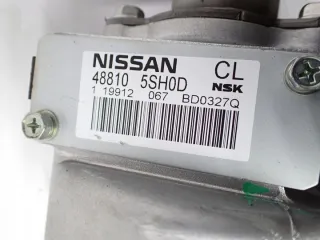 NISSAN CL
48810 5SH0D NSK
1 19912 067 BD0327Q